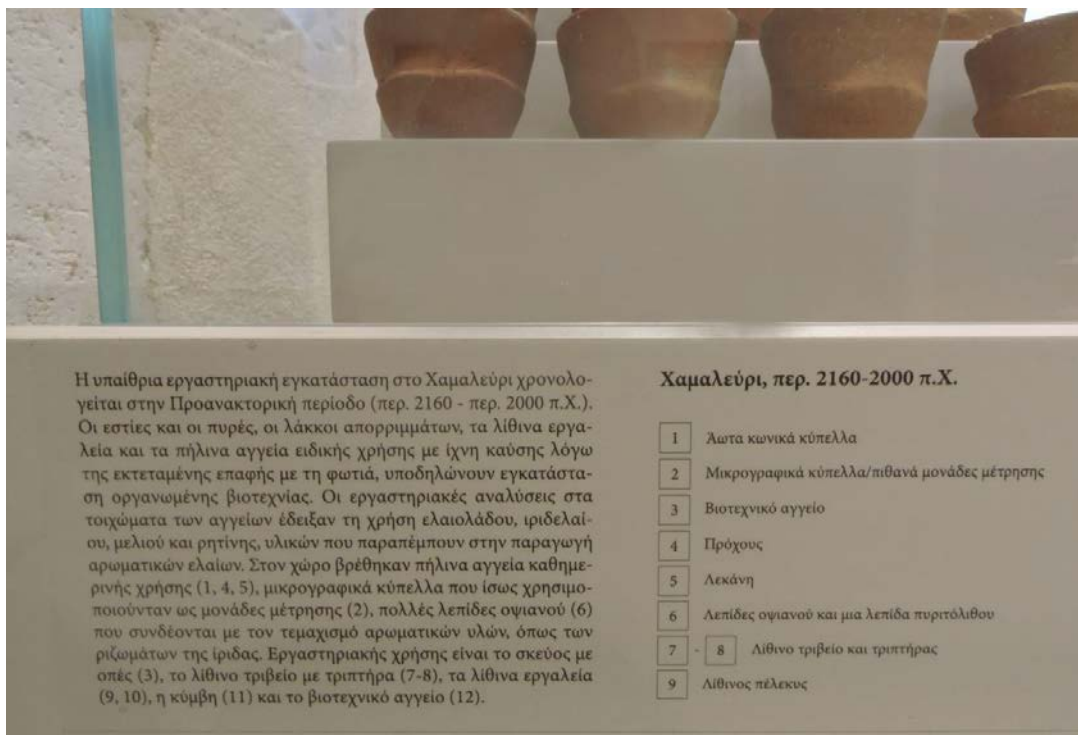 Η υπαίθρια εργαστηριακή εγκατάσταση στο Χαμαλεύρι χρονολο-
γείται στην Προανακτορική περίοδο (περ. 2160 - περ. 2000 π.Χ.).
Οι εστίες και οι πυρές, οι λάκκοι απορριμμάτων, τα λίθινα εργα-
λεία και τα πήλινα αγγεία ειδικής χρήσης με ίχνη καύσης λόγω
της εκτεταμένης επαφής με τη φωτιά, υποδηλώνουν εγκατάστα-
ση οργανωμένης βιοτεχνίας. Οι εργαστηριακές αναλύσεις στα
τοιχώματα των αγγείων έδειξαν τη χρήση ελαιολάδου, ιριδελαί-
ου, μελιού και ρητίνης, υλικών που παραπέμπουν στην παραγωγή
αρωματικών ελαίων. Στον χώρο βρέθηκαν πήλινα αγγεία καθημε-
ρινής χρήσης (1, 4, 5), μικρογραφικά κύπελλα που ίσως χρησιμο-
ποιούνταν ως μονάδες μέτρησης (2), πολλές λεπίδες οψιανού (6)
που συνδέονται με τον τεμαχισμό αρωματικών υλών, όπως των
ριζωμάτων της ίριδας. Εργαστηριακής χρήσης είναι το σκεύος με
οπές (3), το λίθινο τριβείο με τριπτήρα (7-8), τα λίθινα εργαλεία
(9, 10), η κύμβη (11) και το βιοτεχνικό αγγείο (12).
Χαμαλεύρι, περ. 2160-2000 π.Χ.
1 Άωτα κωνικά κύπελλα
2 Μικρογραφικά κύπελλα/πιθανά μονάδες μέτρησης
3 Βιοτεχνικό αγγείο
4 Πρόχους
5 Λεκάνη
6 Λεπίδες οψιανού και μια λεπίδα πυριτόλιθου
7 - 8 Λίθινο τριβείο και τριπτήρας
9 Λίθινος πέλεκυς